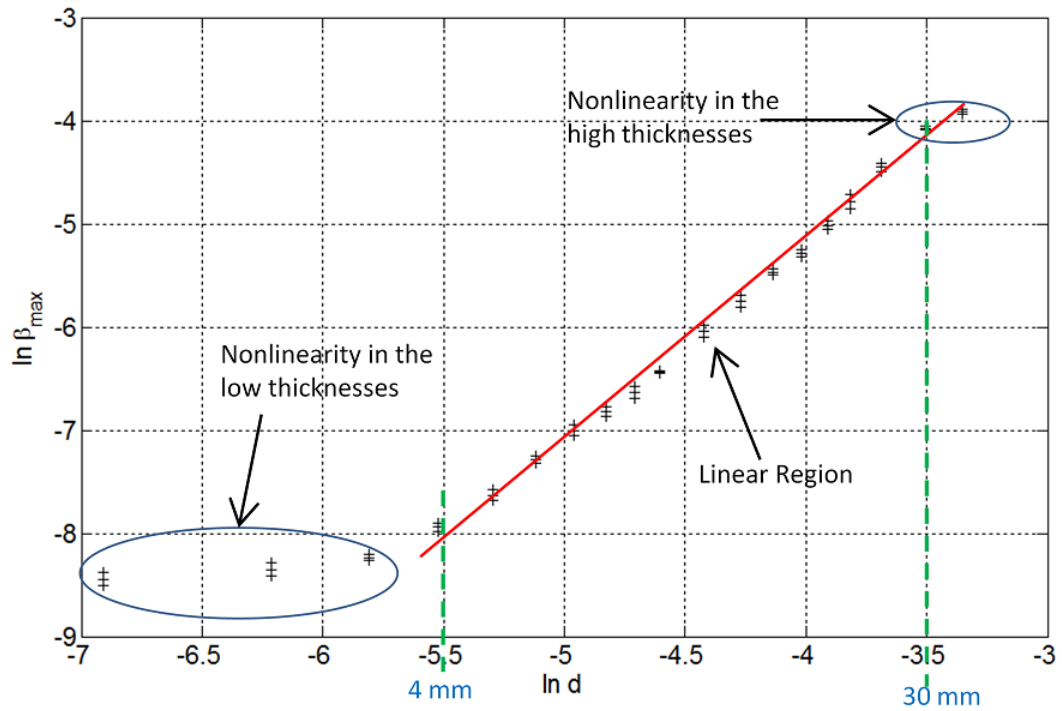 -3
-4
-5
-6
-7
-8
-9
ln βmax
Nonlinearity in the
high thicknesses
Nonlinearity in the
low thicknesses
Linear Region
-7
-6.5
-6
-5.5
-5
-4.5
-4
-3.5
-3
4 mm
ln d
30 mm